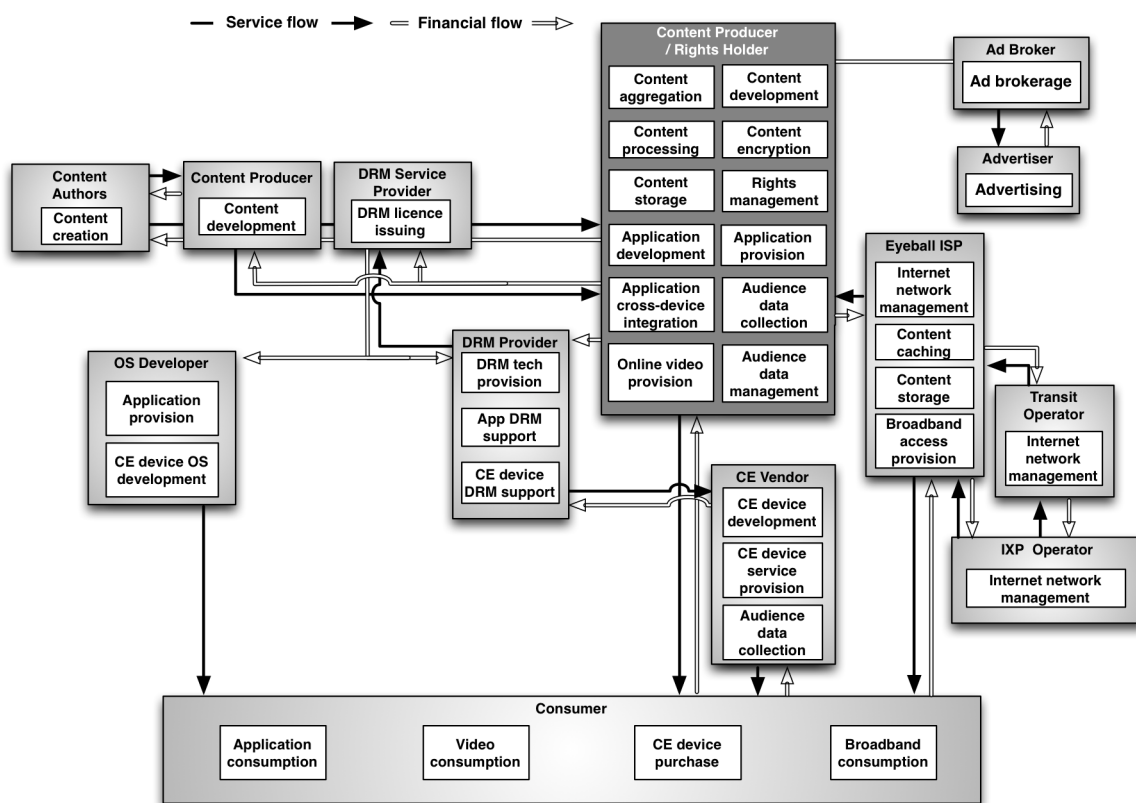 Service flow
Financial flow
Content Producer
/ Rights Holder
Content
aggregation
Content
development
Content
processing
Content
encryption
Content
storage
Rights
management
Application
development
Application
provision
Application
cross-device
integration
Audience
data
collection
Online video
provision
Audience
data
management
Ad Broker
Ad brokerage
Advertiser
Advertising
Content
Authors
Content
creation
Content Producer
Content
development
DRM Service
Provider
DRM licence
issuing
Eyeball ISP
Internet
network
management
Content
caching
Content
storage
Broadband
access
provision
OS Developer
Application
provision
CE device OS
development
DRM Provider
DRM tech
provision
App DRM
support
CE device
DRM support
Transit
Operator
Internet
network
management
CE Vendor
CE device
development
CE device
service
provision
Audience
data
collection
IXP Operator
Internet network
management
Consumer
Application
consumption
Video
consumption
CE device
purchase
Broadband
consumption